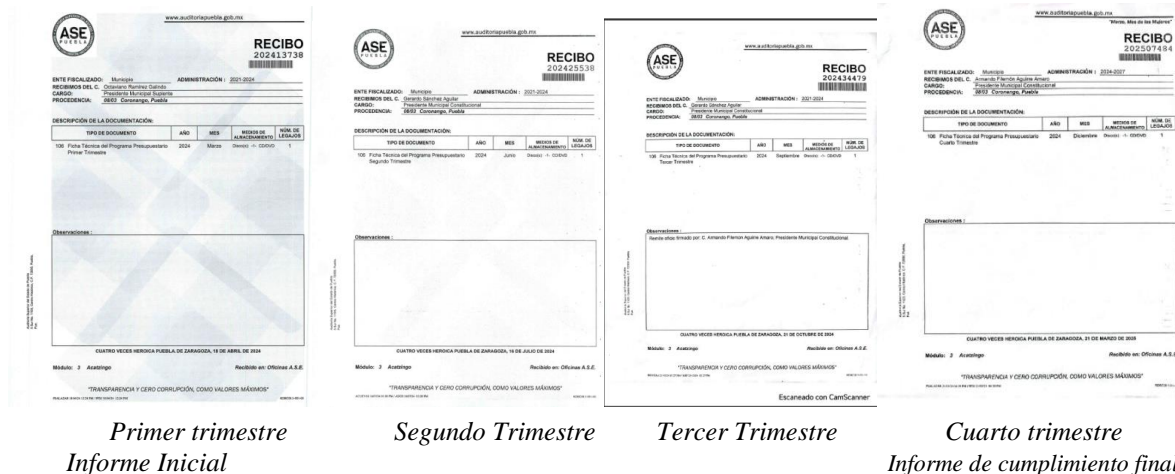 www.auditoriapuebla.gob.mx
ASE
PUEBLA
RECIBO
202413738
ENTE FISCALIZADO: Municipio ADMINISTRACIÓN : 2021-2024
RECIBIMOS DEL C. Octaviano Ramírez Galindo
CARGO: Presidente Municipal Suplente
PROCEDENCIA: 08/03 Coronango, Puebla
DESCRIPCIÓN DE LA DOCUMENTACIÓN:
TIPO DE DOCUMENTO AÑO MES MEDIOS DE ALMACENAMIENTO NÚM. DE LEGAJOS
106 Ficha Técnica del Programa Presupuestario 2024 Marzo 1
Primer Trimestre
Observaciones :
CUATRO VECES HEROICA PUEBLA DE ZARAGOZA, DE ABRIL DE 2024
Módulo: 3 Acatzingo Recibido en: Oficinas A.S.E.
"TRANSPARENCIA Y CERO CORRUPCIÓN, COMO VALORES MÁXIMOS"
www.auditoriapuebla.gob.mx
ASE
PUEBLA
RECIBO
202425538
ENTE FISCALIZADO: Municipio ADMINISTRACIÓN : 2021-2024
RECIBIMOS DEL C. Gerardo Sánchez Aguilar
CARGO: Presidente Municipal Constitucional
PROCEDENCIA: 08/03 Coronango, Puebla
DESCRIPCIÓN DE LA DOCUMENTACIÓN:
TIPO DE DOCUMENTO AÑO MES MEDIOS DE ALMACENAMIENTO NÚM. DE LEGAJOS
106 Ficha Técnica del Programa Presupuestario 2024 Junio 1
Segundo Trimestre
Observaciones :
CUATRO VECES HEROICA PUEBLA DE ZARAGOZA, 16 DE JULIO DE 2024
Módulo: 3 Acatzingo Recibido en: Oficinas A.S.E.
"TRANSPARENCIA Y CERO CORRUPCIÓN, COMO VALORES MÁXIMOS"
www.auditoriapuebla.gob.mx
ASE
PUEBLA
RECIBO
202434479
ENTE FISCALIZADO: Municipio ADMINISTRACIÓN : 2021-2024
RECIBIMOS DEL C. Gerardo Sánchez Aguilar
CARGO: Presidente Municipal Constitucional
PROCEDENCIA: 08/03 Coronango, Puebla
DESCRIPCIÓN DE LA DOCUMENTACIÓN:
TIPO DE DOCUMENTO AÑO MES MEDIOS DE ALMACENAMIENTO NÚM. DE LEGAJOS
106 Ficha Técnica del Programa Presupuestario 2024 Septiembre 1
Tercer Trimestre
Observaciones :
Remite oficio firmado por: C. Armando Filemón Aguirre Amaro, Presidente Municipal Constitucional
CUATRO VECES HEROICA PUEBLA DE ZARAGOZA, 21 DE OCTUBRE DE 2024
Módulo: 3 Acatzingo Recibido en: Oficinas A.S.E.
"TRANSPARENCIA Y CERO CORRUPCIÓN, COMO VALORES MÁXIMOS"
Escaneado con CamScanner
www.auditoriapuebla.gob.mx
"Marzo, Mes de las Mujeres"
ASE
PUEBLA
RECIBO
202507484
ENTE FISCALIZADO: Municipio ADMINISTRACIÓN : 2024-2027
RECIBIMOS DEL C. Armando Filemón Aguirre Amaro
CARGO: Presidente Municipal Constitucional
PROCEDENCIA: 08/03 Coronango, Puebla
DESCRIPCIÓN DE LA DOCUMENTACIÓN:
TIPO DE DOCUMENTO AÑO MES MEDIOS DE ALMACENAMIENTO NÚM. DE LEGAJOS
106 Ficha Técnica del Programa Presupuestario 2024 Diciembre 1
Cuarto Trimestre
Observaciones :
CUATRO VECES HEROICA PUEBLA DE ZARAGOZA, 21 DE MARZO DE 2025
Módulo: 3 Acatzingo Recibido en: Oficinas A.S.E.
"TRANSPARENCIA Y CERO CORRUPCIÓN, COMO VALORES MÁXIMOS"
Primer trimestre Segundo Trimestre Tercer Trimestre Cuarto trimestre
Informe Inicial Informe de cumplimiento final